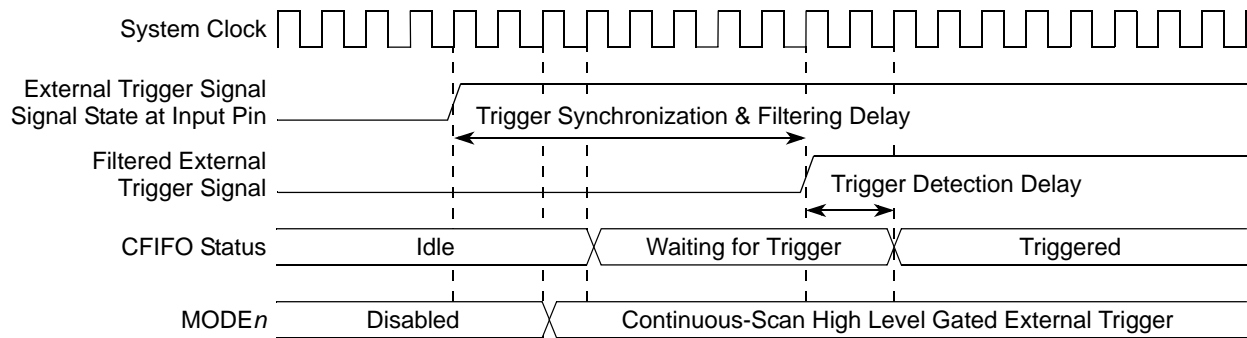 System Clock
External Trigger Signal
Signal State at Input Pin
Trigger Synchronization & Filtering Delay
Filtered External
Trigger Signal
Trigger Detection Delay
CFIFO Status
Idle
Waiting for Trigger
Triggered
MODEn
Disabled
Continuous-Scan High Level Gated External Trigger